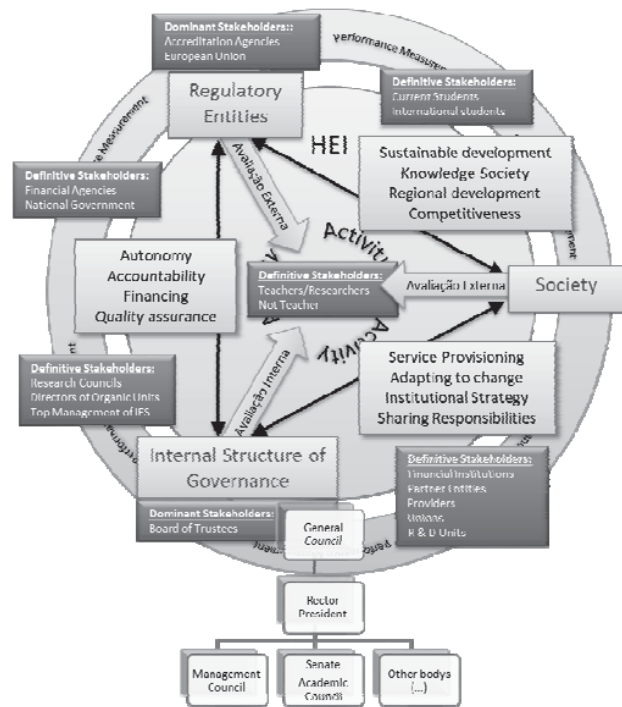 Dominant Stakeholders::
Accreditation Agencies
European Union
Performance Measurement
Regulatory
Entities
Definitive Stakeholders:
Current Students
International students
HEI
Sustainable development
Knowledge Society
Regional development
Competitiveness
Measurement
Definitive Stakeholders:
Financial Agencies
National Government
Avaliação Externa
Activity
Autonomy
Accountability
Financing
Quality assurance
Definitive Stakeholders:
Teachers/Researchers
Not Teacher
Avaliação Externa
Society
Activity
Service Provisioning
Adapting to change
Institutional Strategy
Sharing Responsibilities
Definitive Stakeholders:
Research Councils
Directors of Organic Units
Top Management of IES
Avaliação Interna
Internal Structure of
Governance
Definitive Stakeholders:
Financial Institutions
Partner Entities
Providers
Unions
R & D Units
Dominant Stakeholders:
Board of Trustees
General
Council
Rector
President
Management
Council
Senate
Academic
Council
Other bodys
(...)